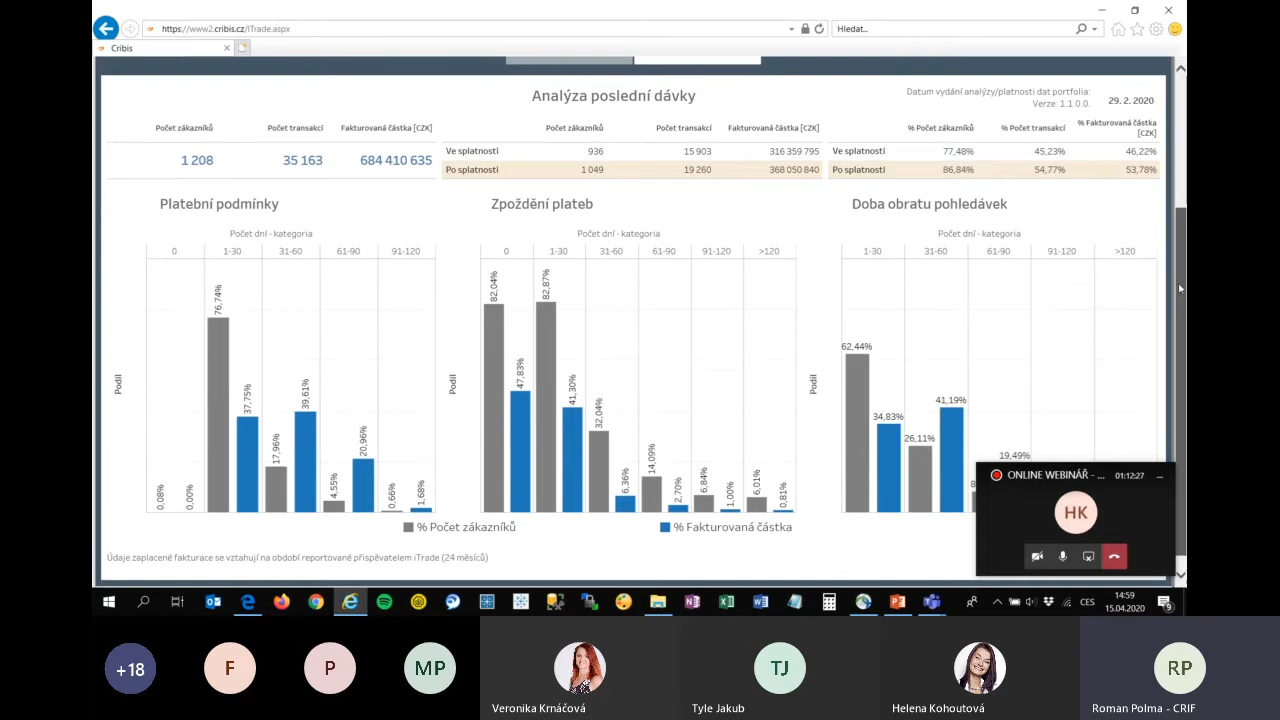 https://www2.cribis.cz/ITrade.aspx
Hledat...
Cribis
Analýza poslední dávky
Datum vydání analýzy/platnosti dat portfolia:
Verze: 1.1.0.0.
29. 2. 2020
Počet zákazníků Počet transakcí Fakturovaná částka [CZK]
1 208 35 163 684 410 635
Počet zákazníků Počet transakcí Fakturovaná částka [CZK]
Ve splatnosti 936 15 903 316 359 795
Po splatnosti 1 049 19 260 368 050 840
% Počet zákazníků % Počet transakcí % Fakturovaná částka [CZK]
Ve splatnosti 77,48% 45,23% 46,22%
Po splatnosti 86,84% 54,77% 53,78%
Platební podmínky
Počet dní - kategoria
0 1-30 31-60 61-90 91-120
Podíl
0,08% 0,00% 76,74% 37,75% 17,96% 39,61% 4,55% 20,96% 0,66% 1,68%
Zpoždění plateb
Počet dní - kategoria
0 1-30 31-60 61-90 91-120 >120
Podíl
82,04% 47,83% 82,87% 41,30% 32,04% 6,36% 14,09% 2,70% 6,84% 1,00% 6,01% 0,81%
Doba obratu pohledávek
Počet dní - kategoria
1-30 31-60 61-90 91-120 >120
Podíl
62,44% 34,83% 26,11% 41,19% 19,49%
% Počet zákazníků % Fakturovaná částka
Údaje zaplacené fakturace se vztahují na období reportované přispěvatelem iTrade (24 měsíců)
ONLINE WEBINÁŘ - ... 01:12:27
HK
CES
14:59
15.04.2020
9
+18
F
P
MP
TJ
RP
Veronika Krnáčová
Tyle Jakub
Helena Kohoutová
Roman Polma - CRIF